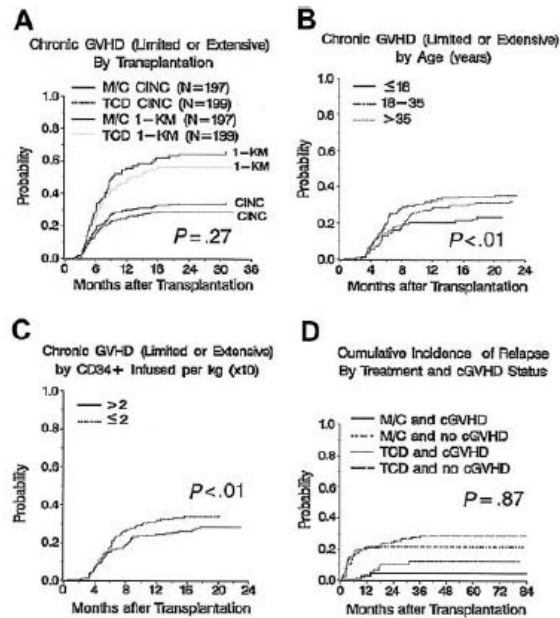 A
Chronic GVHD (Limited or Extensive)
By Transplantation
M/C CINC (N=197)
TCD CINC (N=199)
M/C 1-KM (N=197)
TCD 1-KM (N=199)
1.0
0.8
0.6
0.4
0.2
0.0
Probability
1-KM
1-KM
CINC
CINC
P=.27
0 6 12 18 24 30 36
Months after Transplantation
B
Chronic GVHD (Limited or Extensive)
by Age (years)
≤18
18-35
>35
1.0
0.8
0.6
0.4
0.2
0.0
Probability
P<.01
0 4 8 12 16 20 24
Months after Transplantation
C
Chronic GVHD (Limited or Extensive)
by CD34+ Infused per kg (x10)
>2
≤2
1.0
0.8
0.6
0.4
0.2
0.0
Probability
P<.01
0 3 6 9 12 15 18 21 24
Months after Transplantation
D
Cumulative Incidence of Relapse
By Treatment and cGVHD Status
M/C and cGVHD
M/C and no cGVHD
TCD and cGVHD
TCD and no cGVHD
1.0
0.8
0.6
0.4
0.2
0.0
Probability
P=.87
0 12 24 36 48 60 72 84
Months after Transplantation